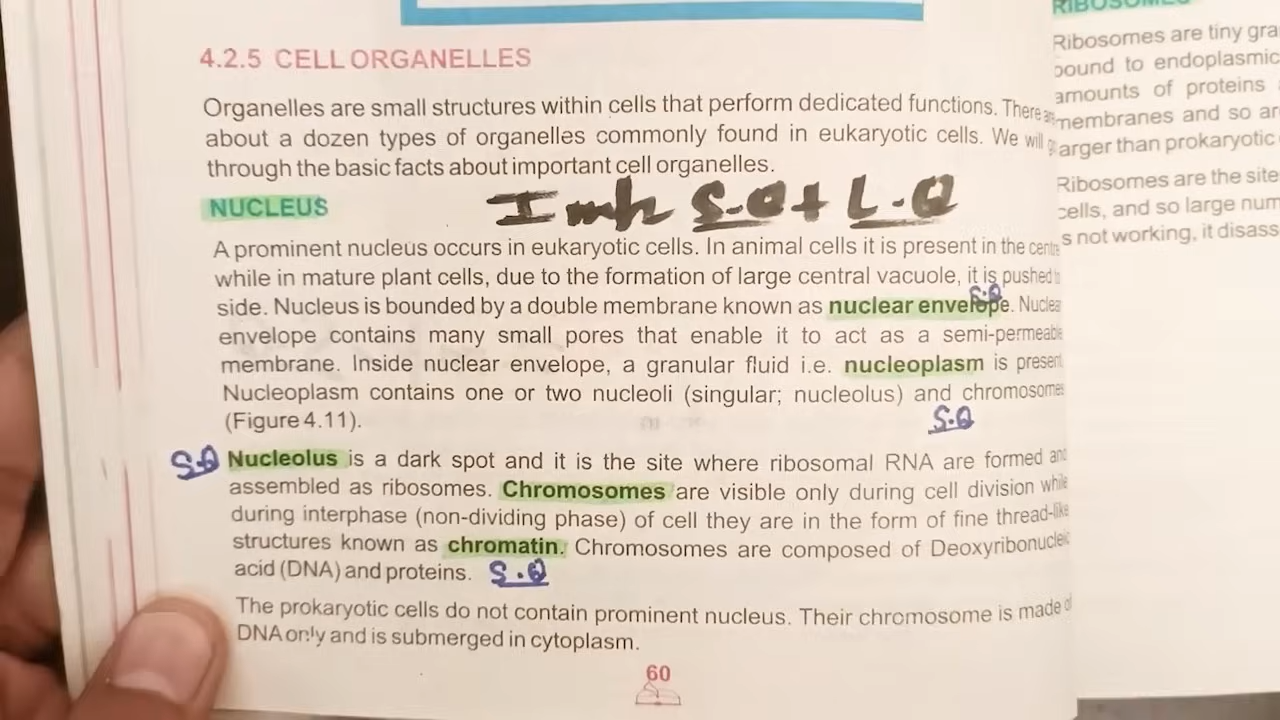 4.2.5 CELL ORGANELLES
Organelles are small structures within cells that perform dedicated functions. There are
about a dozen types of organelles commonly found in eukaryotic cells. We will
through the basic facts about important cell organelles.
NUCLEUS
Imp S.Q + L.Q
A prominent nucleus occurs in eukaryotic cells. In animal cells it is present in the centre
while in mature plant cells, due to the formation of large central vacuole, it is pushed
S.Q
side. Nucleus is bounded by a double membrane known as nuclear envelope. Nuclea
envelope contains many small pores that enable it to act as a semi-permeable
membrane. Inside nuclear envelope, a granular fluid i.e. nucleoplasm is present
Nucleoplasm contains one or two nucleoli (singular; nucleolus) and chromosomes
(Figure 4.11).
S.Q
S.Q
Nucleolus is a dark spot and it is the site where ribosomal RNA are formed and
assembled as ribosomes. Chromosomes are visible only during cell division while
during interphase (non-dividing phase) of cell they are in the form of fine thread-like
structures known as chromatin. Chromosomes are composed of Deoxyribonucleic
acid (DNA) and proteins.
S.Q
The prokaryotic cells do not contain prominent nucleus. Their chromosome is made of
DNA only and is submerged in cytoplasm.
60
RIBOSOMES
Ribosomes are tiny gra
bound to endoplasmic
amounts of proteins
membranes and so ar
larger than prokaryotic
Ribosomes are the site
cells, and so large num
s not working, it disass